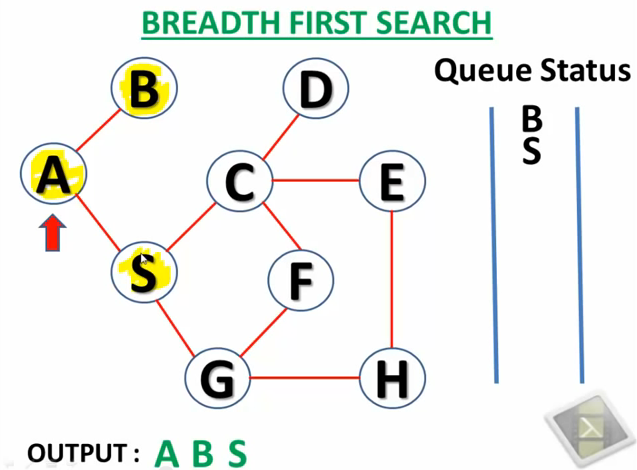 BREADTH FIRST SEARCH
Queue Status
B
D
B
S
A
C
E
S
F
G
H
OUTPUT : A B S